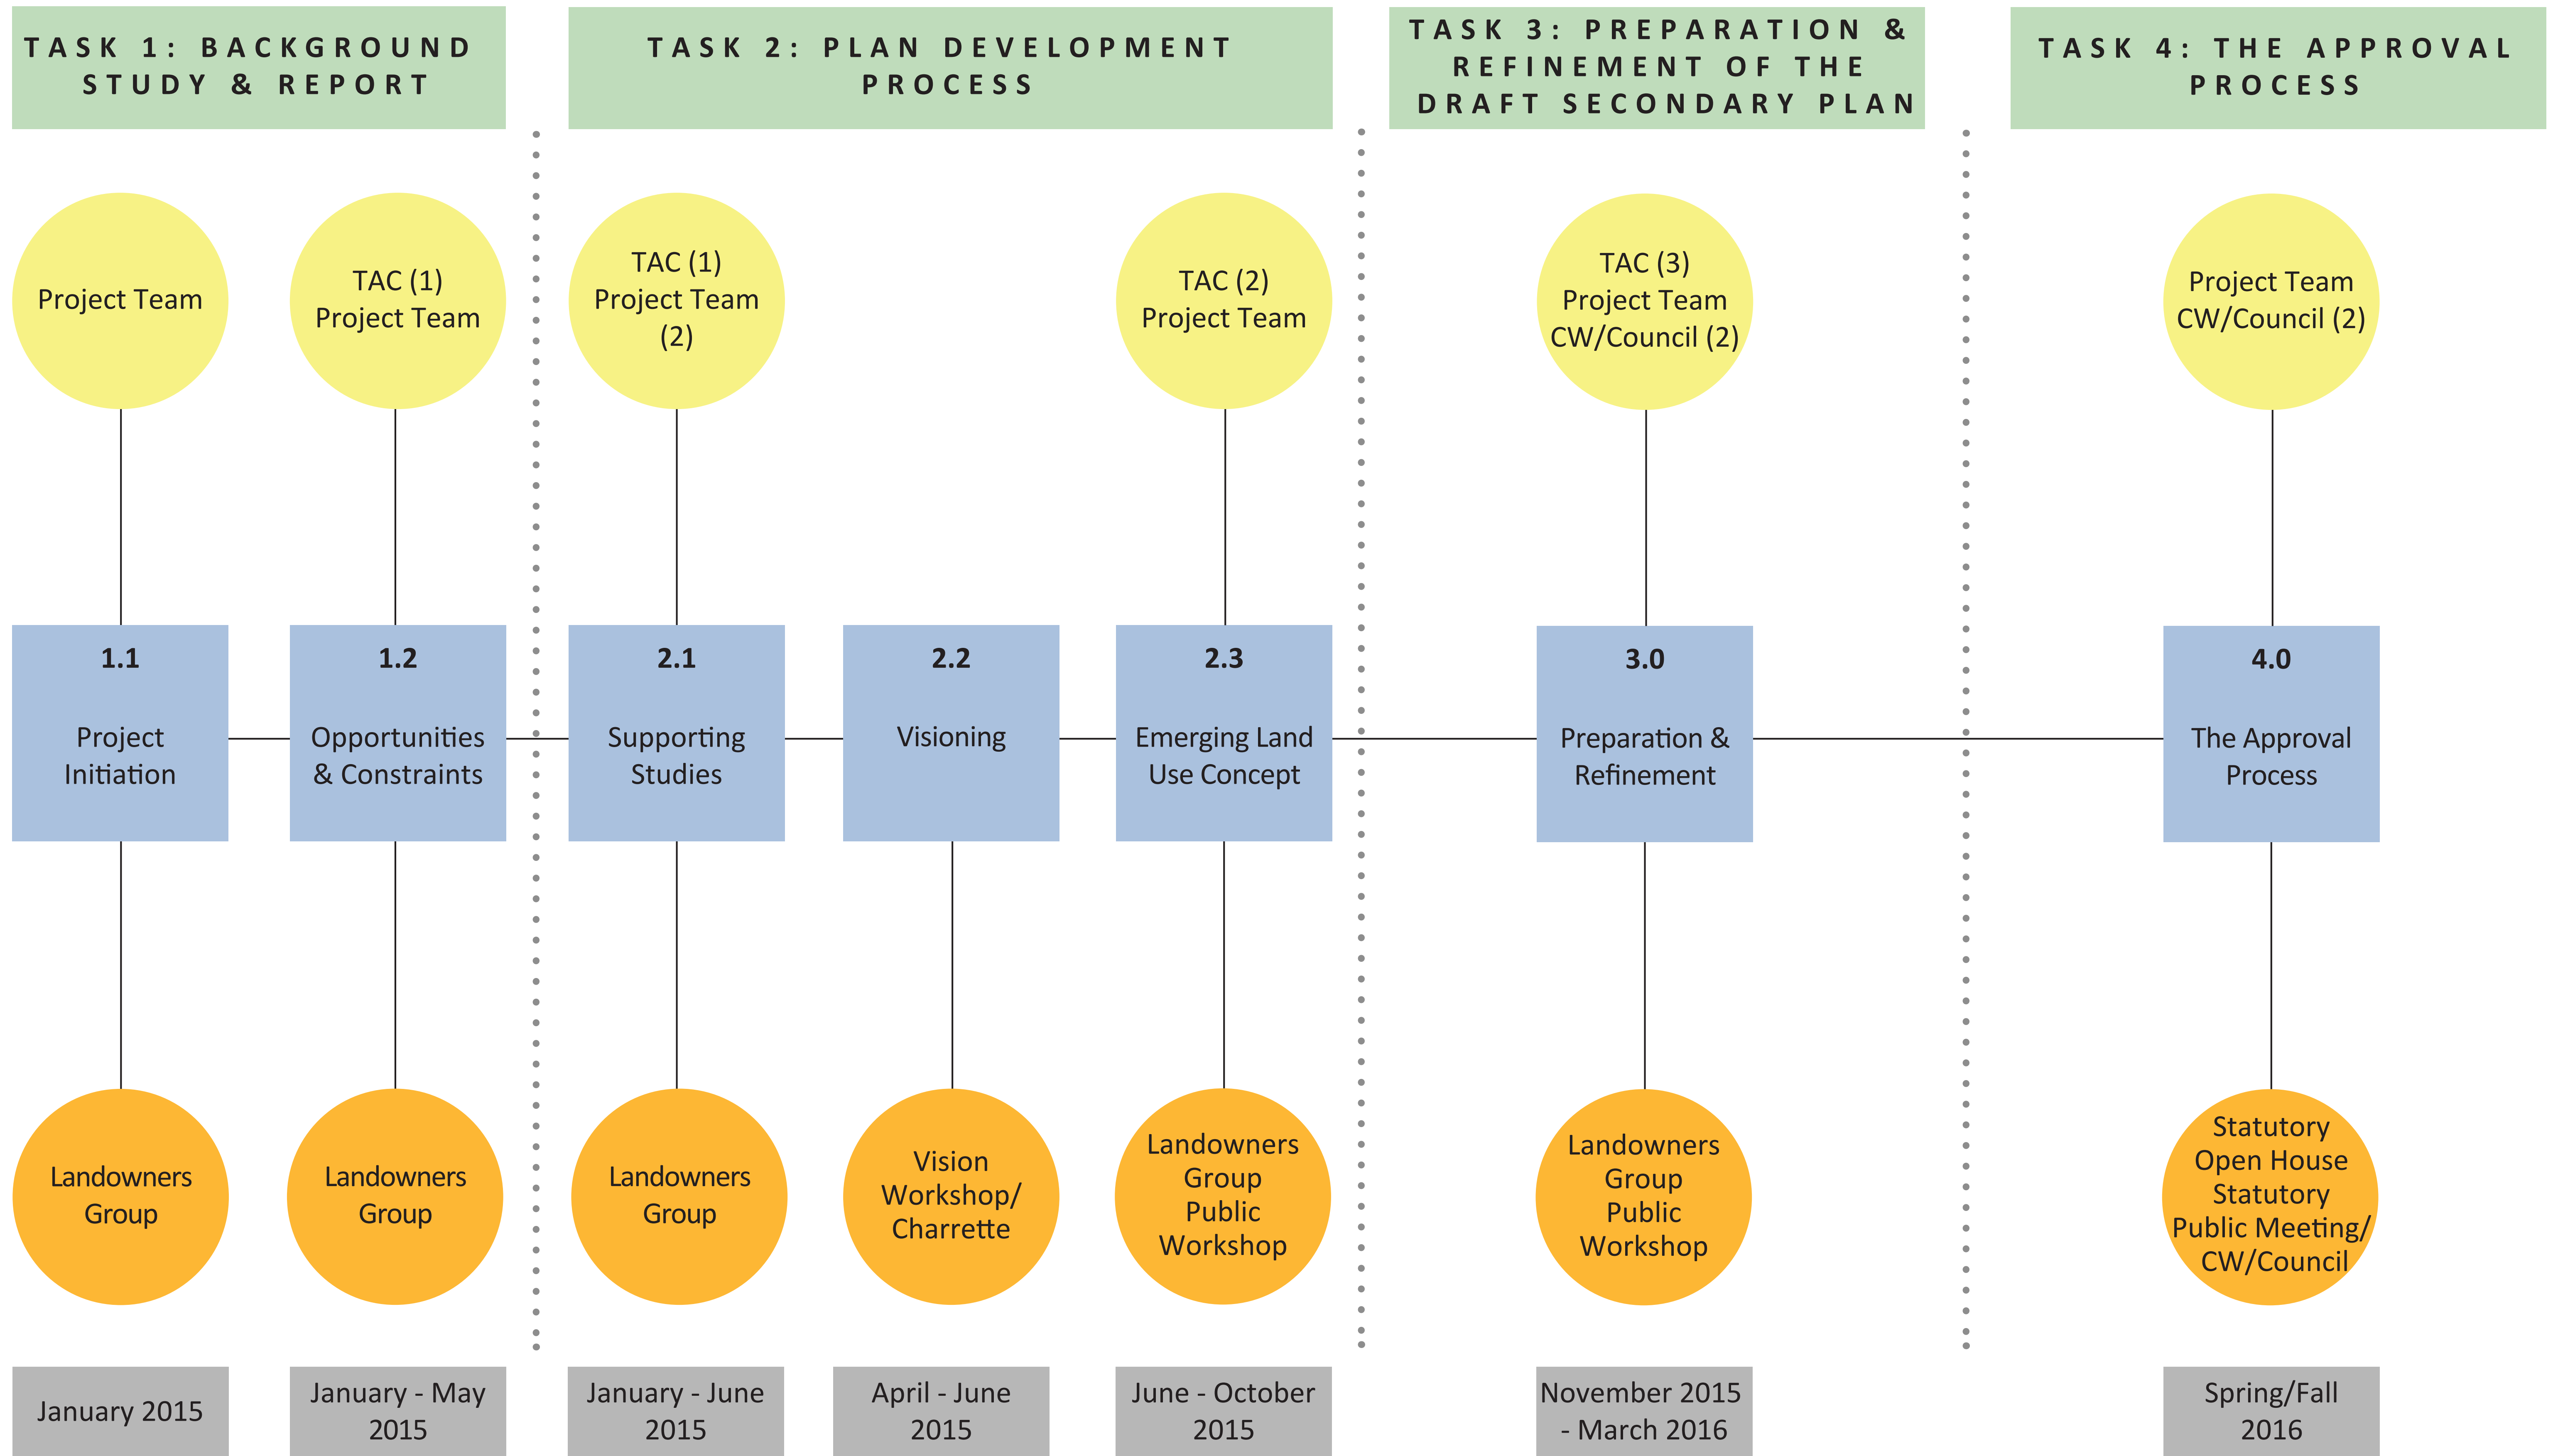 TASK 1: BACKGROUND
STUDY & REPORT
TASK 2: PLAN DEVELOPMENT
PROCESS
TASK 3: PREPARATION &
REFINEMENT OF THE
DRAFT SECONDARY PLAN
TASK 4: THE APPROVAL
PROCESS
Project Team
TAC (1)
Project Team
TAC (1)
Project Team
(2)
TAC (2)
Project Team
TAC (3)
Project Team
CW/Council (2)
Project Team
CW/Council (2)
1.1
Project
Initiation
1.2
Opportunities
& Constraints
2.1
Supporting
Studies
2.2
Visioning
2.3
Emerging Land
Use Concept
3.0
Preparation &
Refinement
4.0
The Approval
Process
Landowners
Group
Landowners
Group
Landowners
Group
Vision
Workshop/
Charrette
Landowners
Group
Public
Workshop
Landowners
Group
Public
Workshop
Statutory
Open House
Statutory
Public Meeting/
CW/Council
January 2015
January - May
2015
January - June
2015
April - June
2015
June - October
2015
November 2015
- March 2016
Spring/Fall
2016